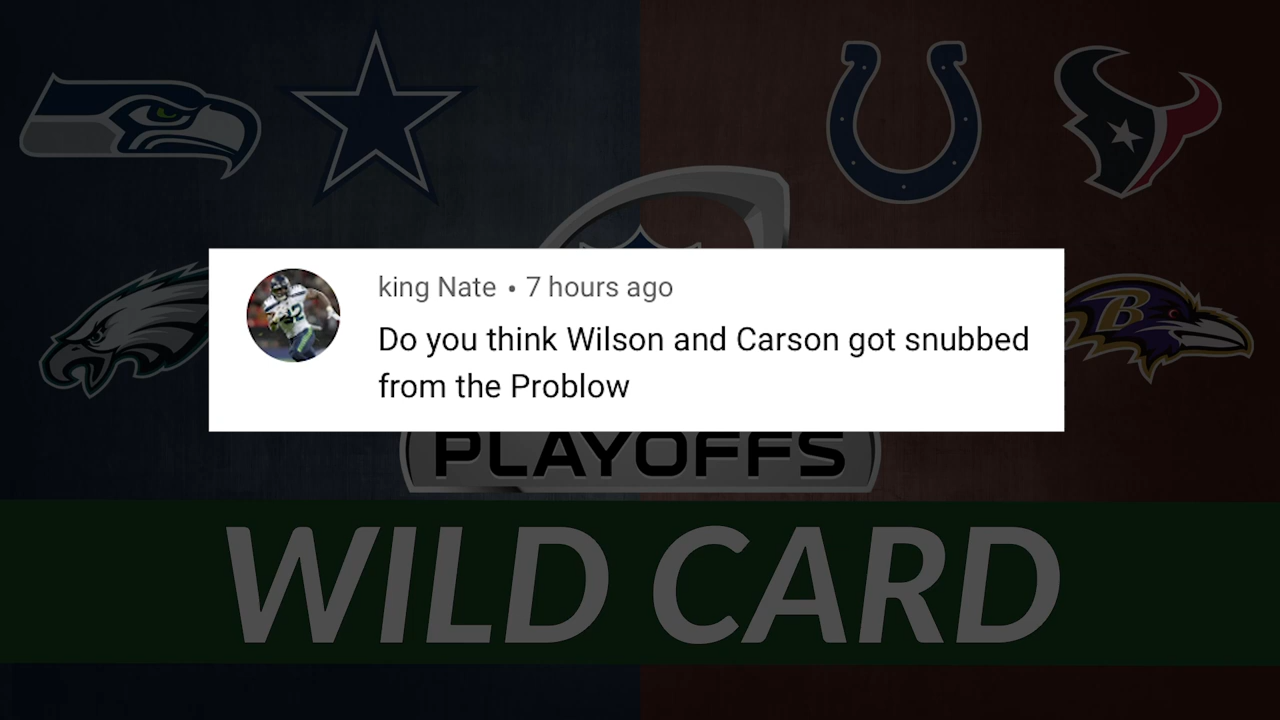 king Nate • 7 hours ago
Do you think Wilson and Carson got snubbed
from the Problow
PLAYOFFS
WILD CARD
B